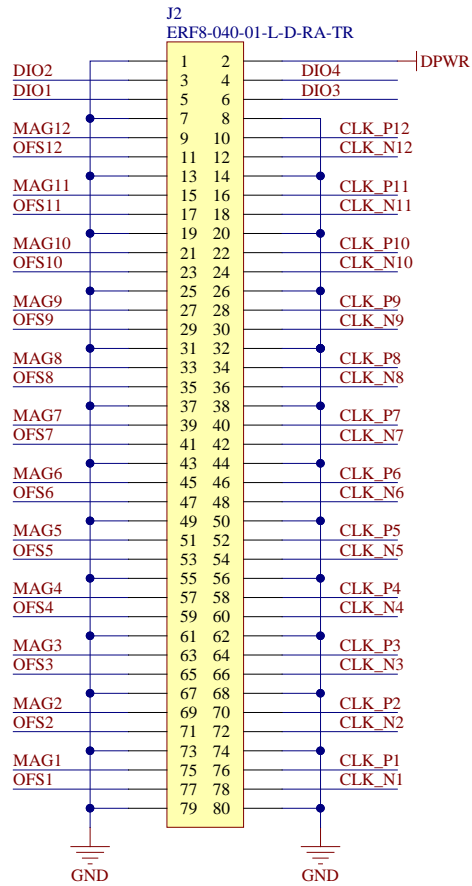 J2
ERF8-040-01-L-D-RA-TR
1 2 DPWR
DIO2 3 4 DIO4
DIO1 5 6 DIO3
7 8
MAG12 9 10 CLK_P12
OFS12 11 12 CLK_N12
13 14
MAG11 15 16 CLK_P11
OFS11 17 18 CLK_N11
19 20
MAG10 21 22 CLK_P10
OFS10 23 24 CLK_N10
25 26
MAG9 27 28 CLK_P9
OFS9 29 30 CLK_N9
31 32
MAG8 33 34 CLK_P8
OFS8 35 36 CLK_N8
37 38
MAG7 39 40 CLK_P7
OFS7 41 42 CLK_N7
43 44
MAG6 45 46 CLK_P6
OFS6 47 48 CLK_N6
49 50
MAG5 51 52 CLK_P5
OFS5 53 54 CLK_N5
55 56
MAG4 57 58 CLK_P4
OFS4 59 60 CLK_N4
61 62
MAG3 63 64 CLK_P3
OFS3 65 66 CLK_N3
67 68
MAG2 69 70 CLK_P2
OFS2 71 72 CLK_N2
73 74
MAG1 75 76 CLK_P1
OFS1 77 78 CLK_N1
79 80
GND GND